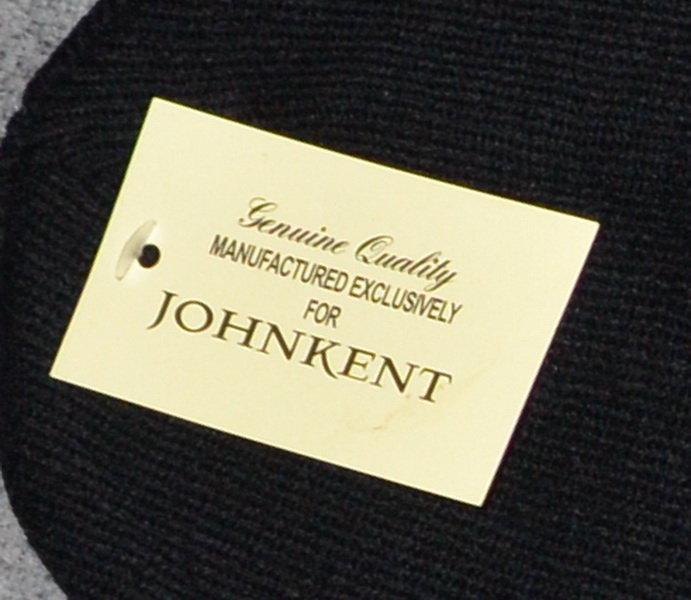 Genuine Quality
MANUFACTURED EXCLUSIVELY
FOR
JOHNKENT